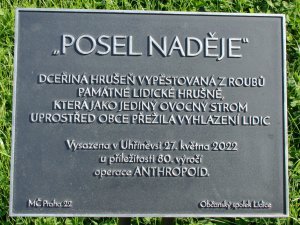 „POSEL NADĚJE"
DCEŘINÁ HRUŠEŇ VYPĚSTOVANÁ Z ROUBŮ
PAMÁTNÉ LIDICKÉ HRUŠNĚ,
KTERÁ JAKO JEDINÝ OVOCNÝ STROM
UPROSTŘED OBCE PŘEŽILA VYHLAZENÍ LIDIC
Vysazena v Uhříněvsi 27. května 2022
u příležitosti 80. výročí
operace ANTHROPOID.
MČ Praha 22 Občanský spolek Lidice